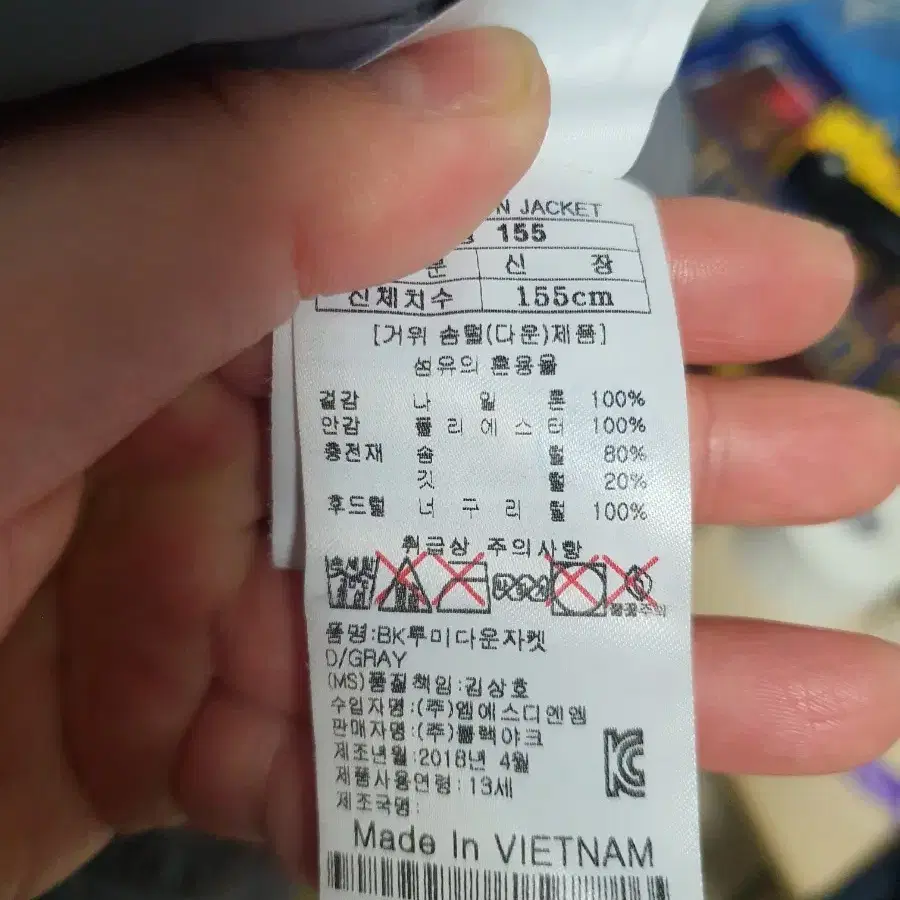 JACKET
155
신 장
신체치수 155cm
[거위 솜털(다운)제품]
섬유의 혼용율
겉감 나 일 론 100%
안감 폴 리 에 스 터 100%
충전재 솜 털 80%
깃 털 20%
후드털 너 구 리 털 100%
취급상 주의사항
불꽃주의
품명:BK루미다운자켓
D/GRAY
(MS)품질책임:김상호
수입자명:(주)엠에스디엔엠
판매자명:(주)블랙야크
제조년월:2018년 4월
제품사용연령:13세
제조국명:
Made In VIETNAM